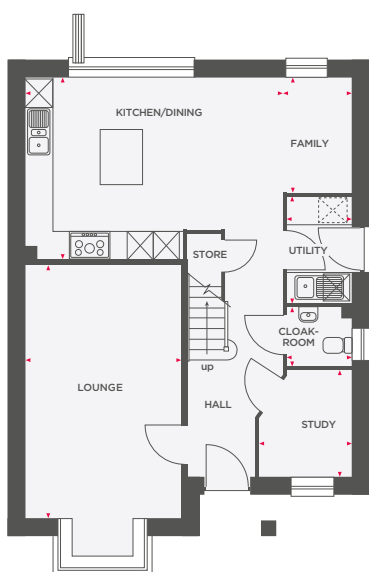 KITCHEN/DINING
FAMILY
STORE
UTILITY
CLOAK-
ROOM
up
LOUNGE
HALL
STUDY